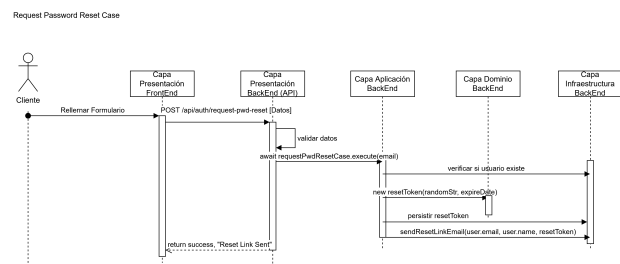 Request Password Reset Case
Capa
Presentación
FrontEnd
Capa
Presentación
BackEnd (API)
Capa Aplicación
BackEnd
Capa Dominio
BackEnd
Capa
Infraestructura
BackEnd
Cliente
Rellemar Formulario
POST /api/auth/request-pwd-reset [Datos]
validar datos
await requestPwdResetCase.execute(email)
verificar si usuario existe
new resetToken(randomStr, expireDate)
persistir resetToken
sendResetLinkEmail(user.email, user.name, resetToken)
return success, "Reset Link Sent"